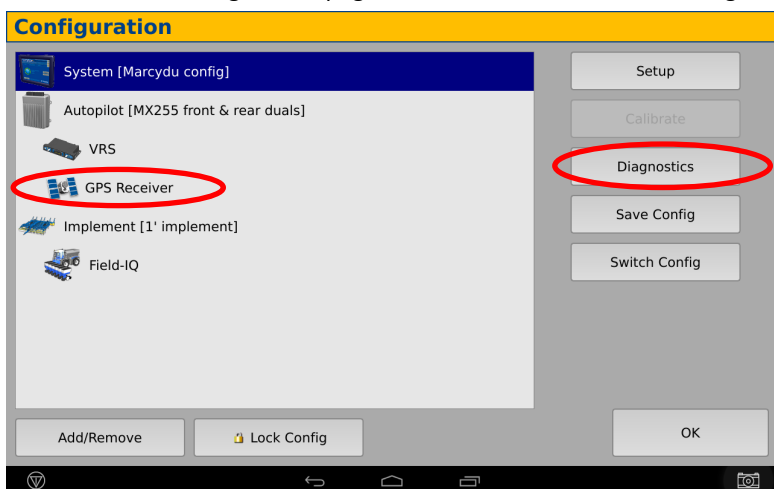 Configuration
System [Marcydu config]
Autopilot [MX255 front & rear duals]
VRS
GPS Receiver
Implement [1' implement]
Field-IQ
Setup
Calibrate
Diagnostics
Save Config
Switch Config
Add/Remove
Lock Config
OK